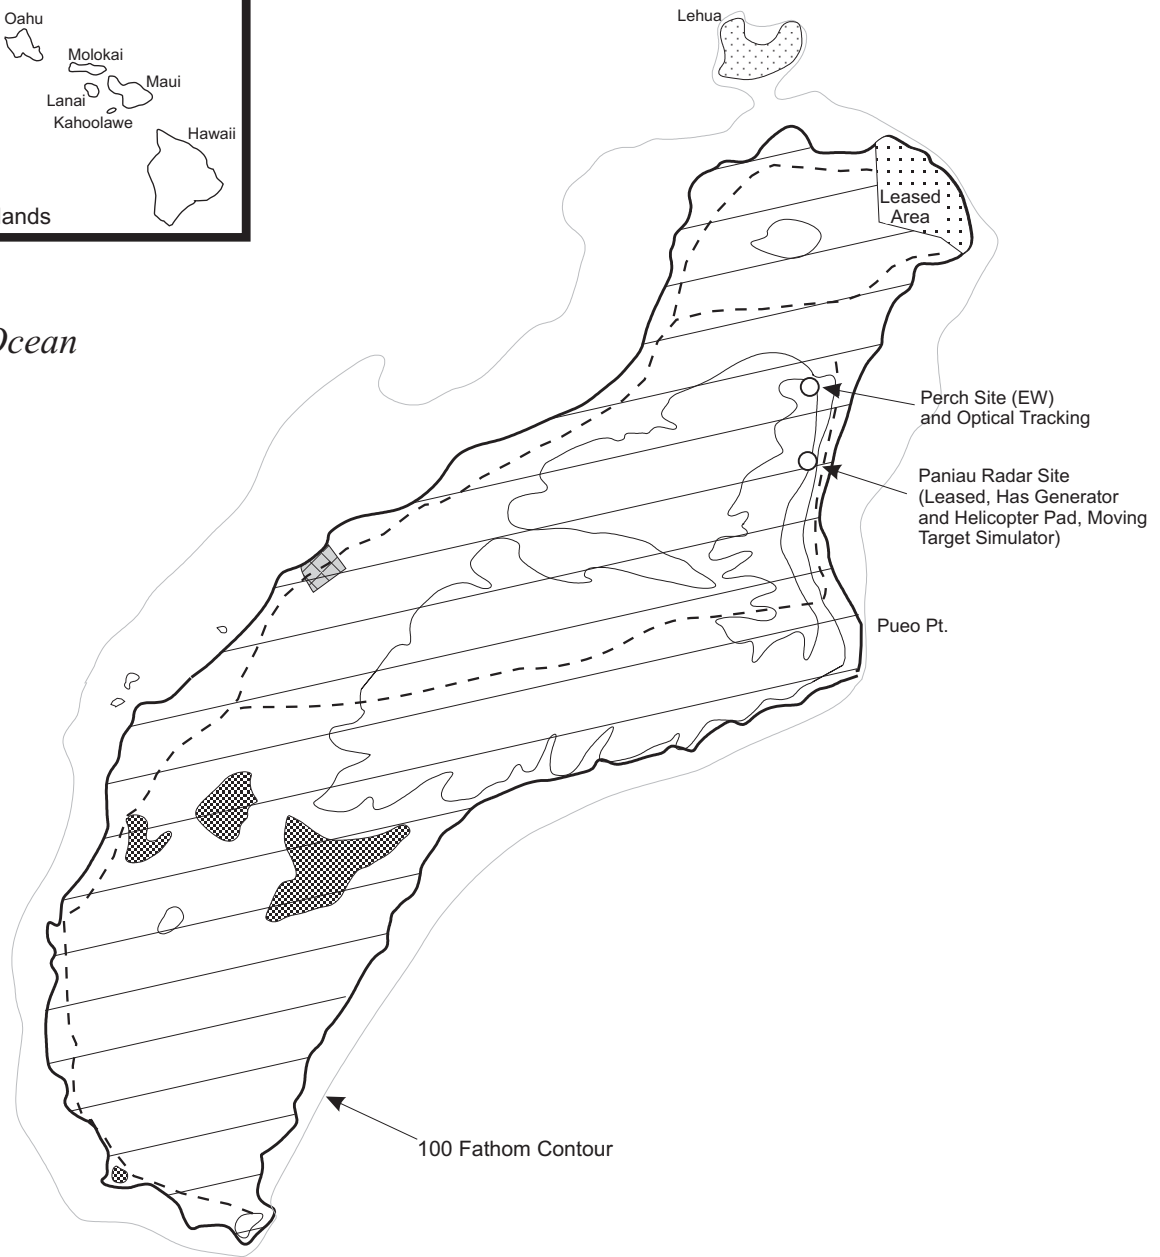 Oahu
Molokai
Maui
Lanai
Kahoolawe
Hawaii
lands
Lehua
Leased
Area
Ocean
Perch Site (EW)
and Optical Tracking
Paniau Radar Site
(Leased, Has Generator
and Helicopter Pad, Moving
Target Simulator)
Pueo Pt.
100 Fathom Contour